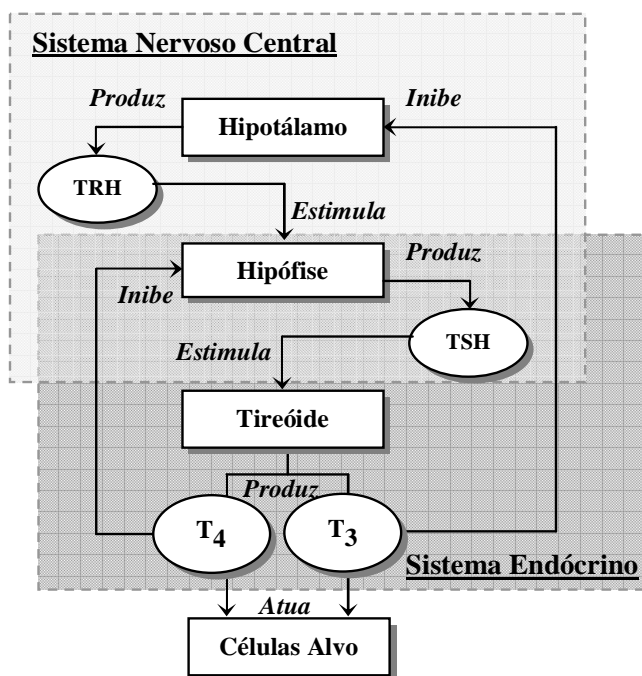 Sistema Nervoso Central
Produz
Inibe
Hipotálamo
TRH
Estimula
Hipófise
Produz
Inibe
TSH
Estimula
Tireóide
Produz
T4
T3
Sistema Endócrino
Atua
Células Alvo